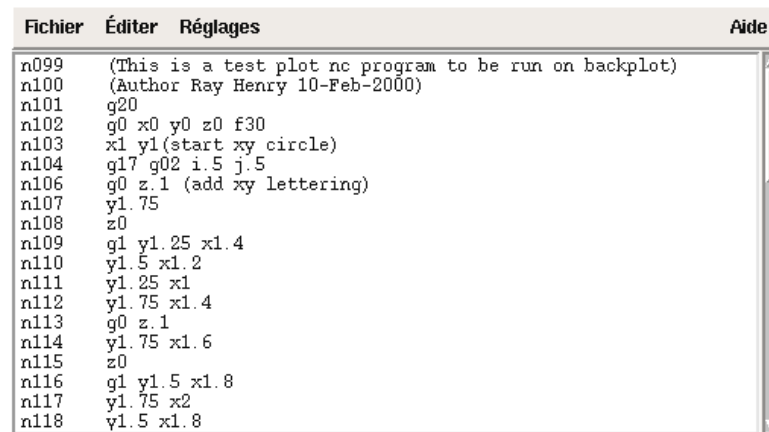 Fichier Éditer Réglages Aide
n099 (This is a test plot nc program to be run on backplot)
n100 (Author Ray Henry 10-Feb-2000)
n101 g20
n102 g0 x0 y0 z0 f30
n103 x1 y1(start xy circle)
n104 g17 g02 i.5 j.5
n106 g0 z.1 (add xy lettering)
n107 y1.75
n108 z0
n109 g1 y1.25 x1.4
n110 y1.5 x1.2
n111 y1.25 x1
n112 y1.75 x1.4
n113 g0 z.1
n114 y1.75 x1.6
n115 z0
n116 g1 y1.5 x1.8
n117 y1.75 x2
n118 y1.5 x1.8